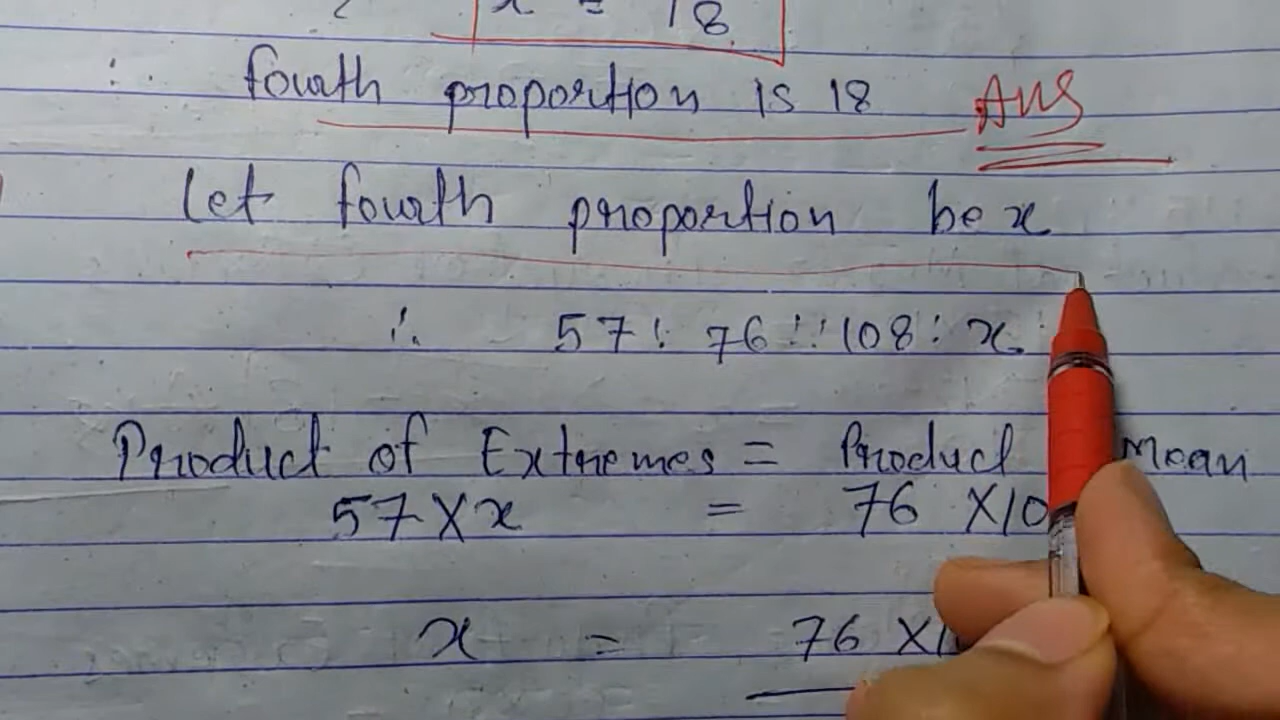 x = 18
∴ fourth proportion is 18 Ans
Let fourth proportion be x
∴ 57 : 76 :: 108 : x
Product of Extremes = Product Mean
57 X x = 76 X 10
x = 76 X